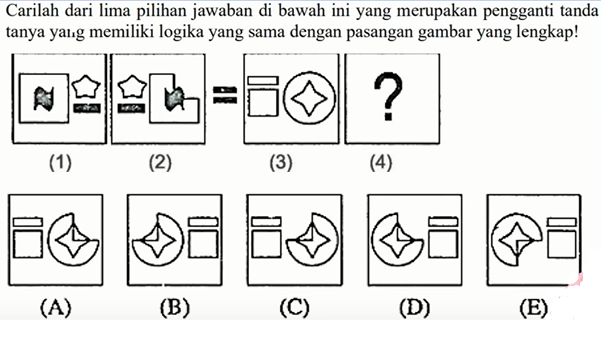 Carilah dari lima pilihan jawaban di bawah ini yang merupakan pengganti tanda
tanya yang memiliki logika yang sama dengan pasangan gambar yang lengkap!
= ?
(1) (2) (3) (4)
(A) (B) (C) (D) (E)